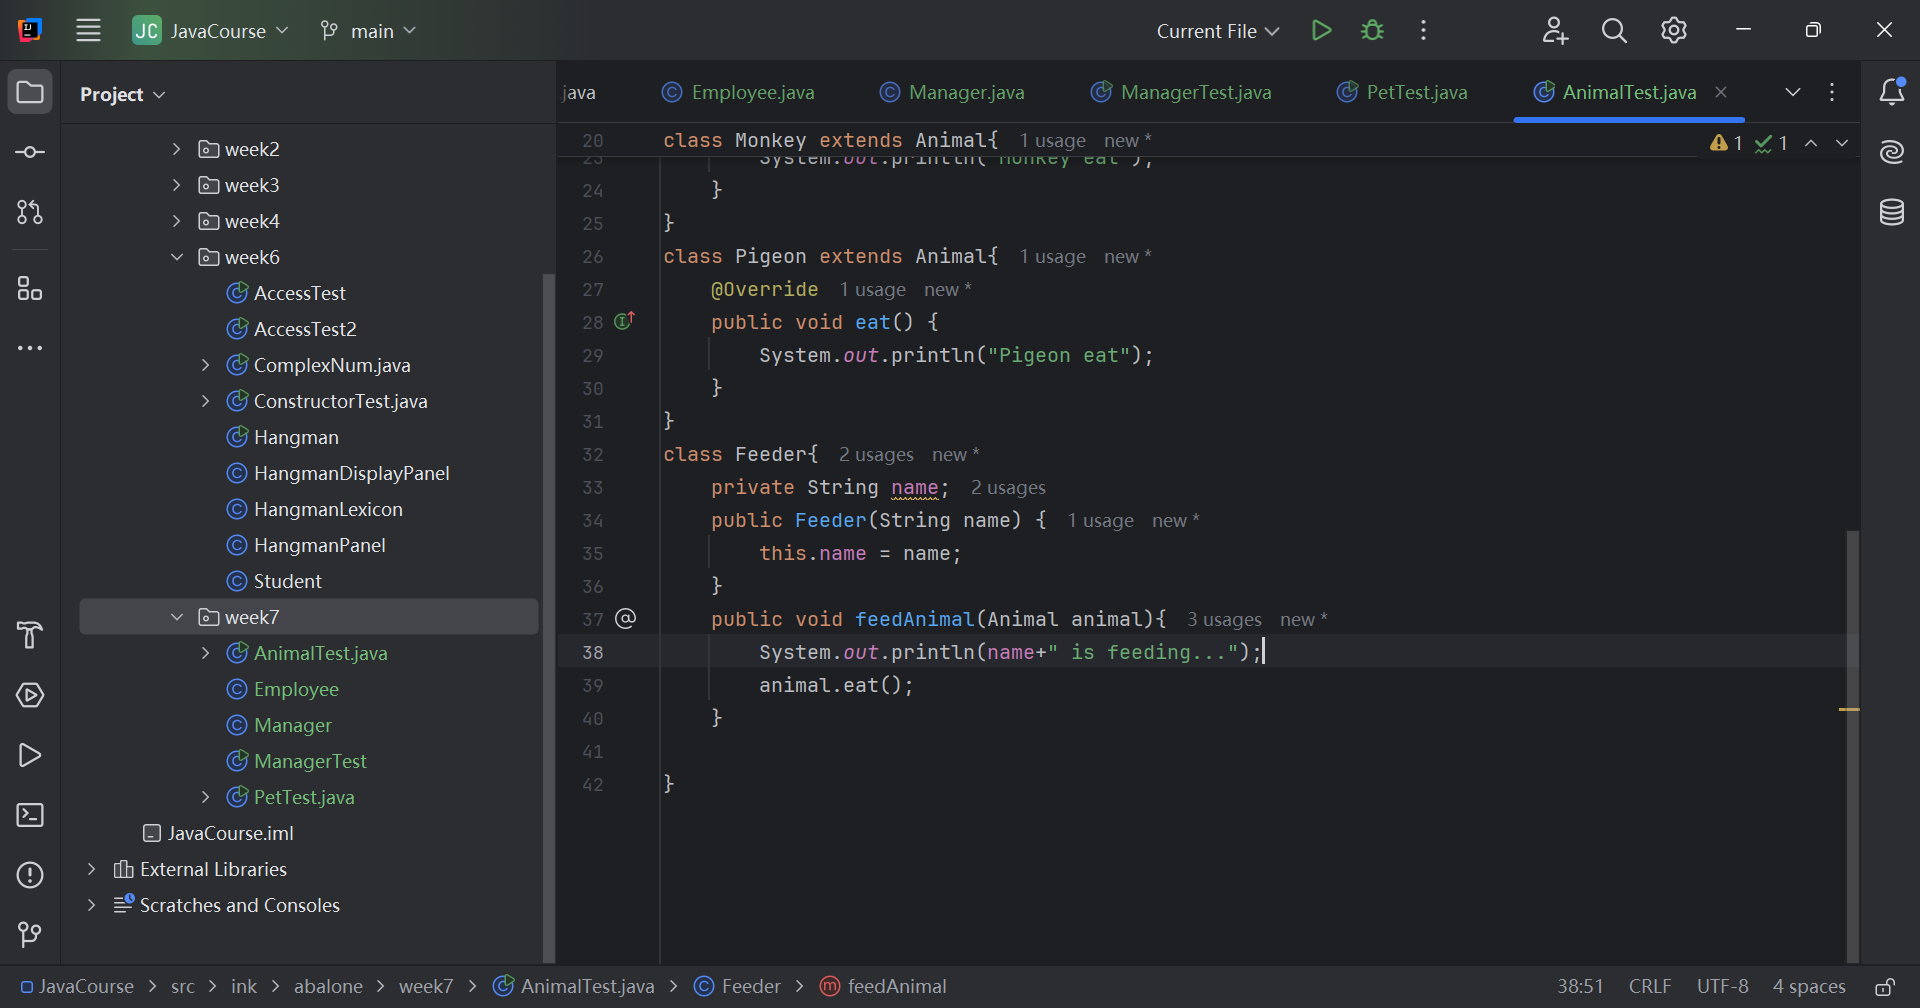 JC JavaCourse main Current File
Project
.java Employee.java Manager.java ManagerTest.java PetTest.java AnimalTest.java
week2
week3
week4
week6
AccessTest
AccessTest2
ComplexNum.java
ConstructorTest.java
Hangman
HangmanDisplayPanel
HangmanLexicon
HangmanPanel
Student
week7
AnimalTest.java
Employee
Manager
ManagerTest
PetTest.java
JavaCourse.iml
External Libraries
Scratches and Consoles
20 class Monkey extends Animal{ 1 usage new *
1 1
23 System.out.println("Monkey eat");
24 }
25 }
26 class Pigeon extends Animal{ 1 usage new *
27 @Override 1 usage new *
28 public void eat() {
29 System.out.println("Pigeon eat");
30 }
31 }
32 class Feeder{ 2 usages new *
33 private String name; 2 usages
34 public Feeder(String name) { 1 usage new *
35 this.name = name;
36 }
37 @ public void feedAnimal(Animal animal){ 3 usages new *
38 System.out.println(name+" is feeding...");
39 animal.eat();
40 }
41
42 }
JavaCourse > src > ink > abalone > week7 > AnimalTest.java > Feeder > feedAnimal 38:51 CRLF UTF-8 4 spaces